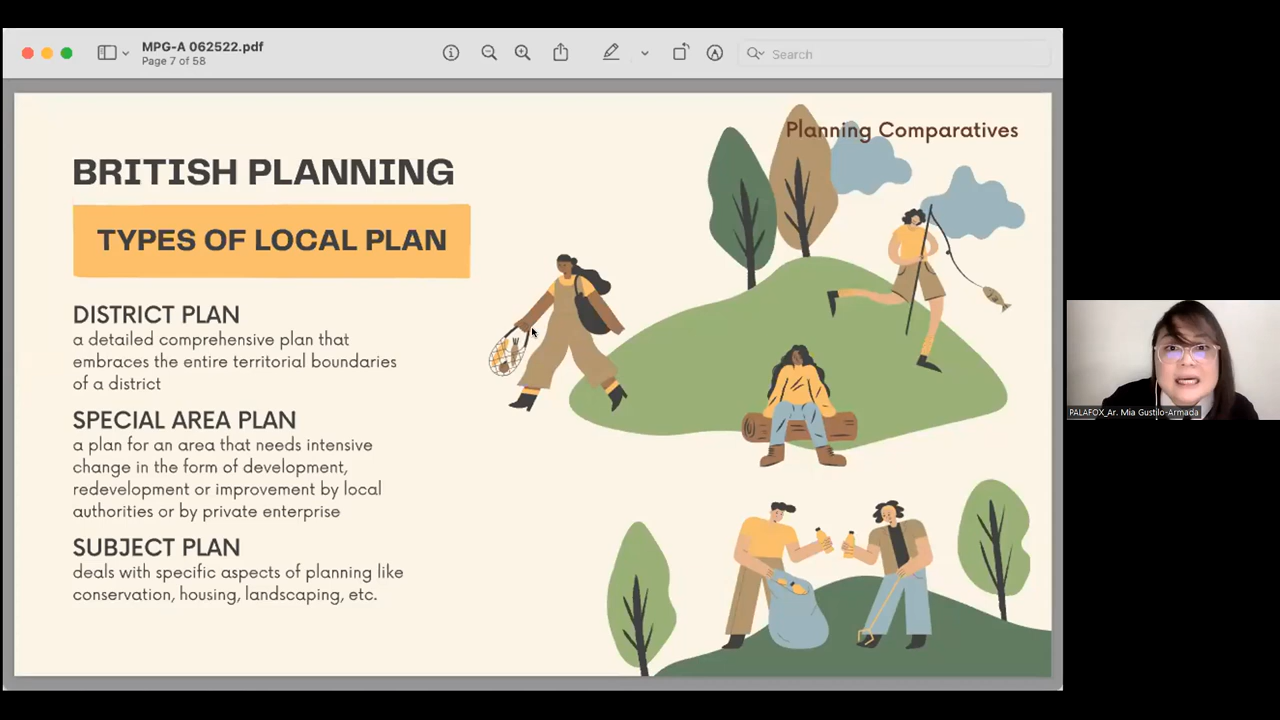 MPG-A 062522.pdf
Page 7 of 58
Search
Planning Comparatives
BRITISH PLANNING
TYPES OF LOCAL PLAN
DISTRICT PLAN
a detailed comprehensive plan that
embraces the entire territorial boundaries
of a district
SPECIAL AREA PLAN
a plan for an area that needs intensive
change in the form of development,
redevelopment or improvement by local
authorities or by private enterprise
SUBJECT PLAN
deals with specific aspects of planning like
conservation, housing, landscaping, etc.
PALAFOX_Ar. Mia Gustilo-Armada